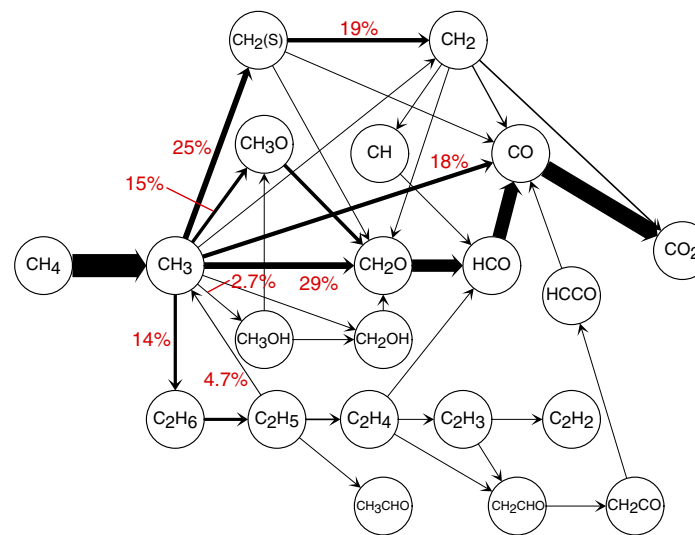 19%
CH2(S)
CH2
25%
CH3O
CH
18%
CO
15%
CH4
CH3
CH2O
HCO
CO2
2.7%
29%
HCCO
14%
CH3OH
CH2OH
4.7%
C2H6
C2H5
C2H4
C2H3
C2H2
CH3CHO
CH2CHO
CH2CO